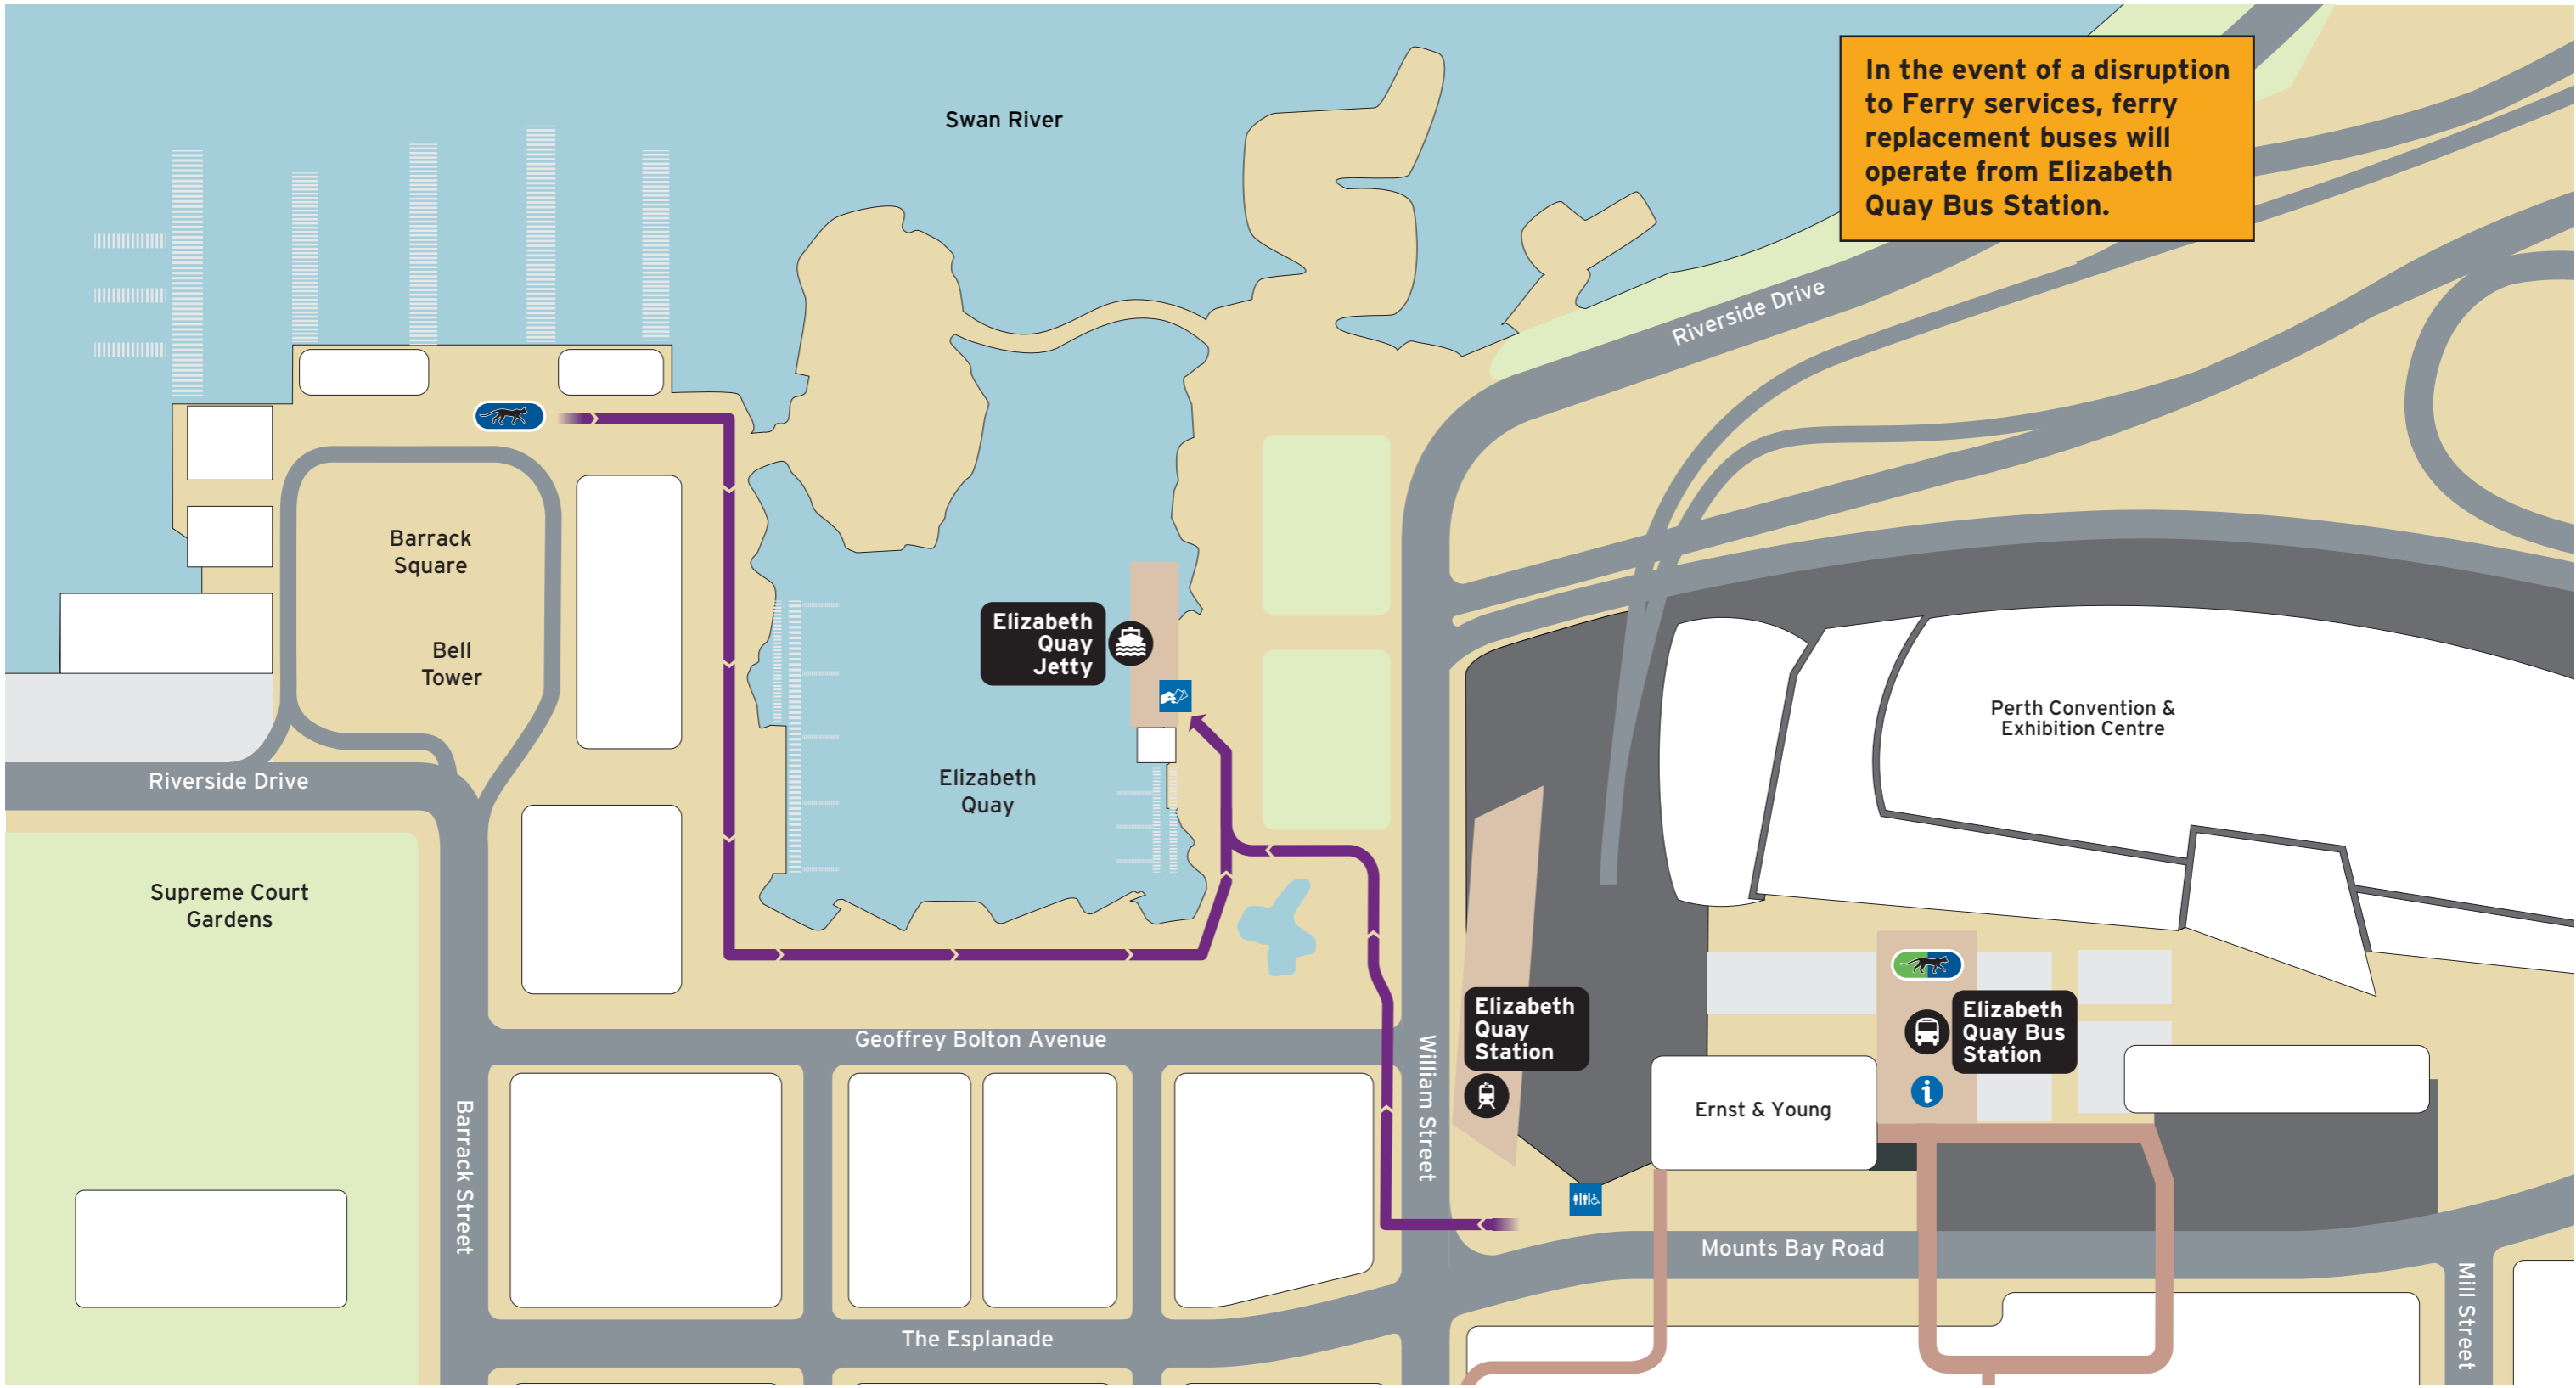 In the event of a disruption
to Ferry services, ferry
replacement buses will
operate from Elizabeth
Quay Bus Station.
Swan River
Riverside Drive
Barrack
Square
Bell
Tower
Elizabeth
Quay
Jetty
Perth Convention &
Exhibition Centre
Riverside Drive
Elizabeth
Quay
Supreme Court
Gardens
Elizabeth
Quay
Station
Elizabeth
Quay Bus
Station
i
Geoffrey Bolton Avenue
William Street
Ernst & Young
Barrack Street
Mounts Bay Road
Mill Street
The Esplanade